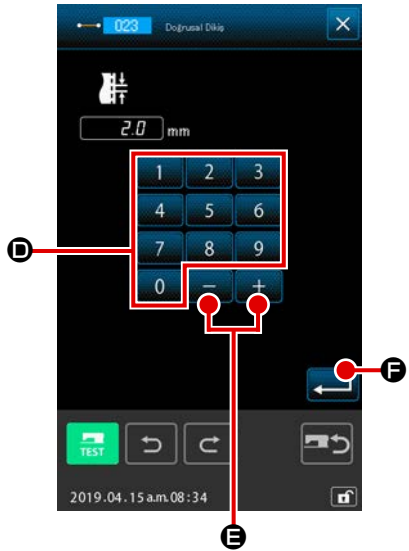 023 Doğrusal Dikiş
2.0 mm
1 2 3
4 5 6
D
7 8 9
0 − +
F
TEST
2019.04.15 a.m.08:34
E